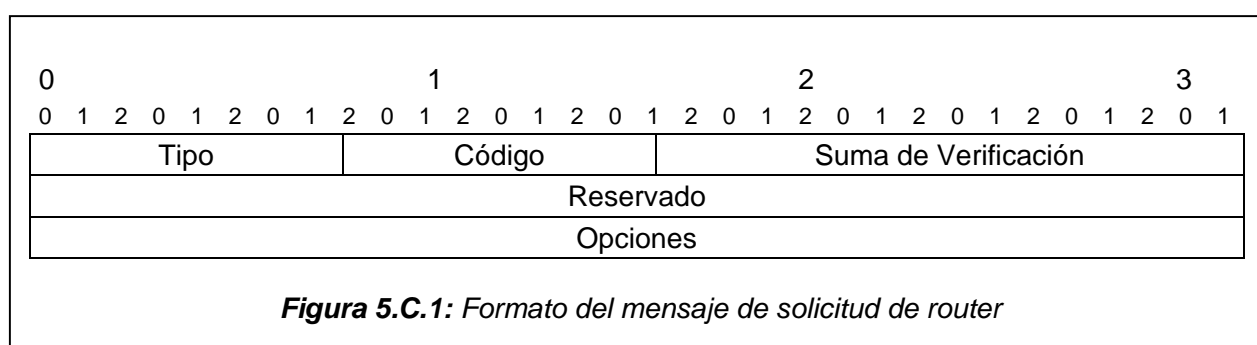 0 1 2 3
0 1 2 0 1 2 0 1 2 0 1 2 0 1 2 0 1 2 0 1 2 0 1 2 0 1 2 0 1 2 0 1
Tipo Código Suma de Verificación
Reservado
Opciones
Figura 5.C.1: Formato del mensaje de solicitud de router